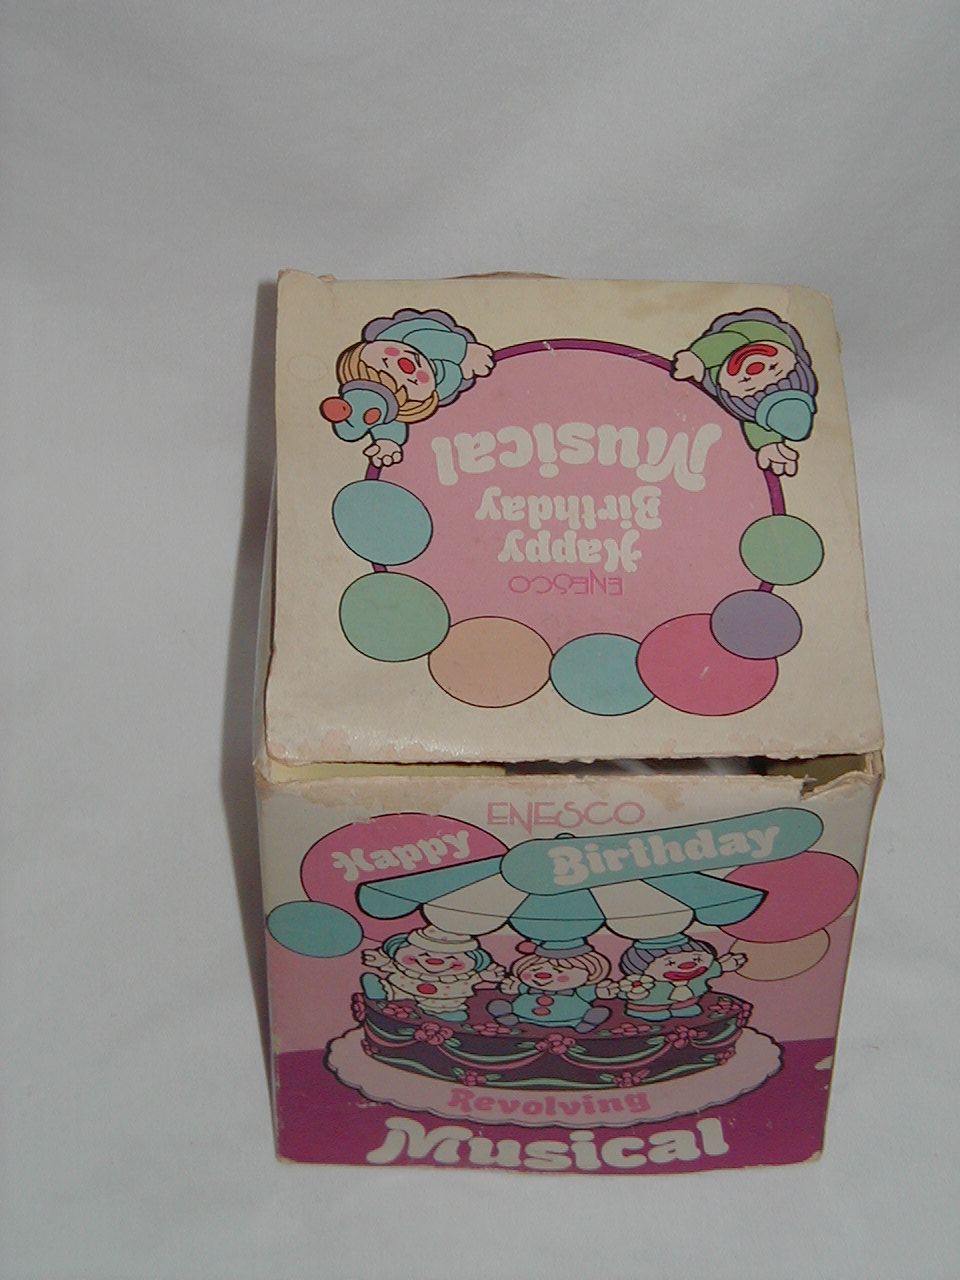 ENESCO
Happy
Birthday
Musical
ENESCO
Happy Birthday
Revolving
Musical